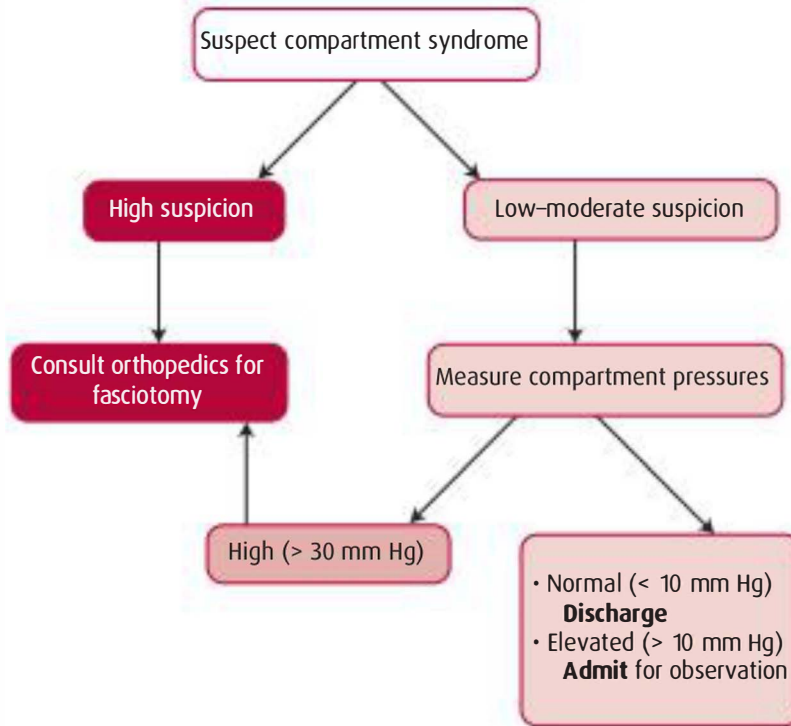 Suspect compartment syndrome
High suspicion
Low–moderate suspicion
Consult orthopedics for
fasciotomy
Measure compartment pressures
High (> 30 mm Hg)
• Normal (< 10 mm Hg)
Discharge
• Elevated (> 10 mm Hg)
Admit for observation